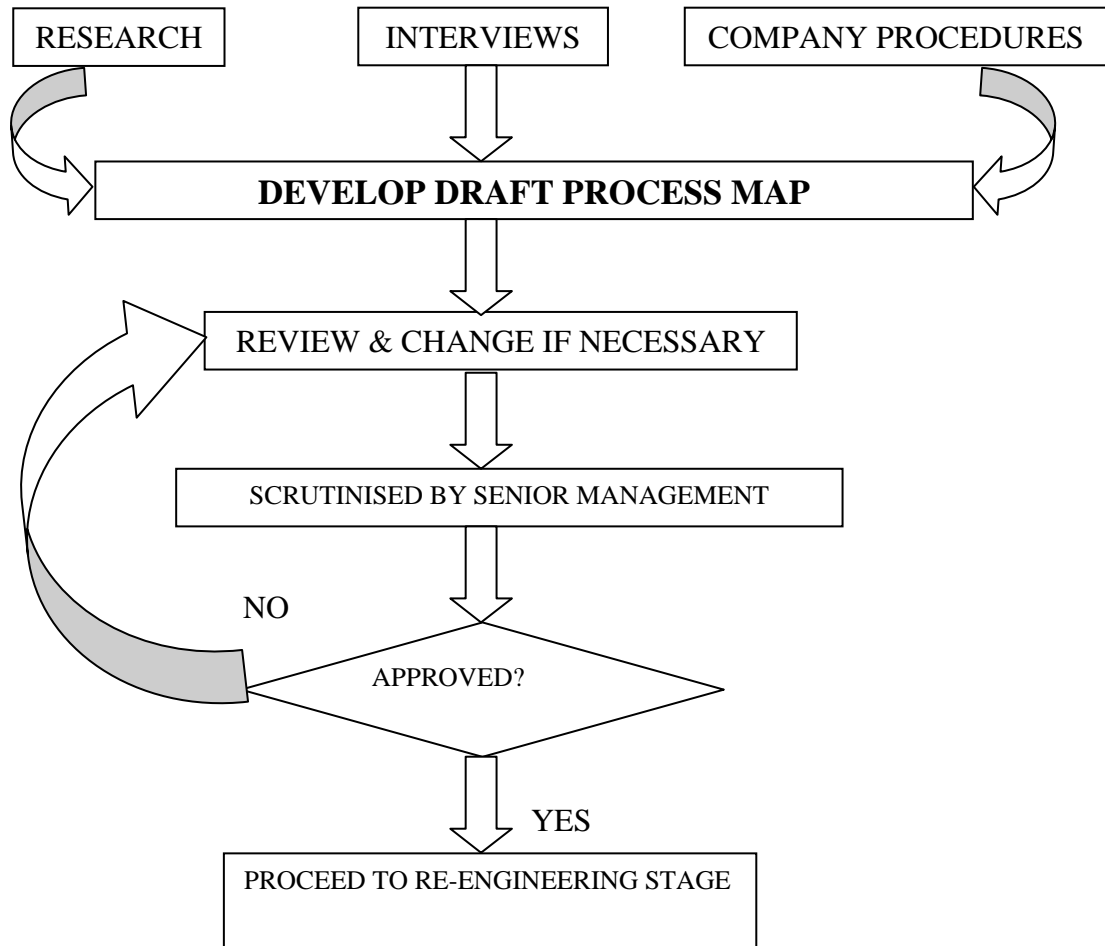 RESEARCH
INTERVIEWS
COMPANY PROCEDURES
DEVELOP DRAFT PROCESS MAP
REVIEW & CHANGE IF NECESSARY
SCRUTINISED BY SENIOR MANAGEMENT
NO
APPROVED?
YES
PROCEED TO RE-ENGINEERING STAGE